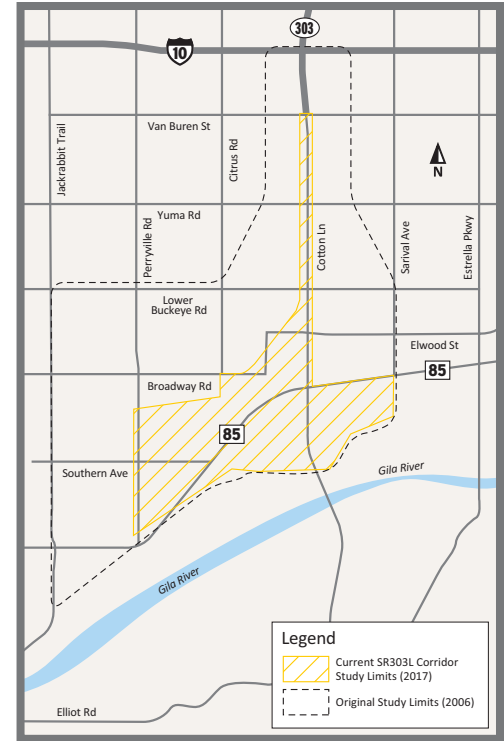 303
10
Van Buren St
Jackrabbit Trail
Citrus Rd
N
Yuma Rd
Perryville Rd
Cotton Ln
Sarival Ave
Estrella Pkwy
Lower
Buckeye Rd
Elwood St
85
Broadway Rd
85
Southern Ave
Gila River
Gila River
Legend
Current SR303L Corridor
Study Limits (2017)
Original Study Limits (2006)
Elliot Rd